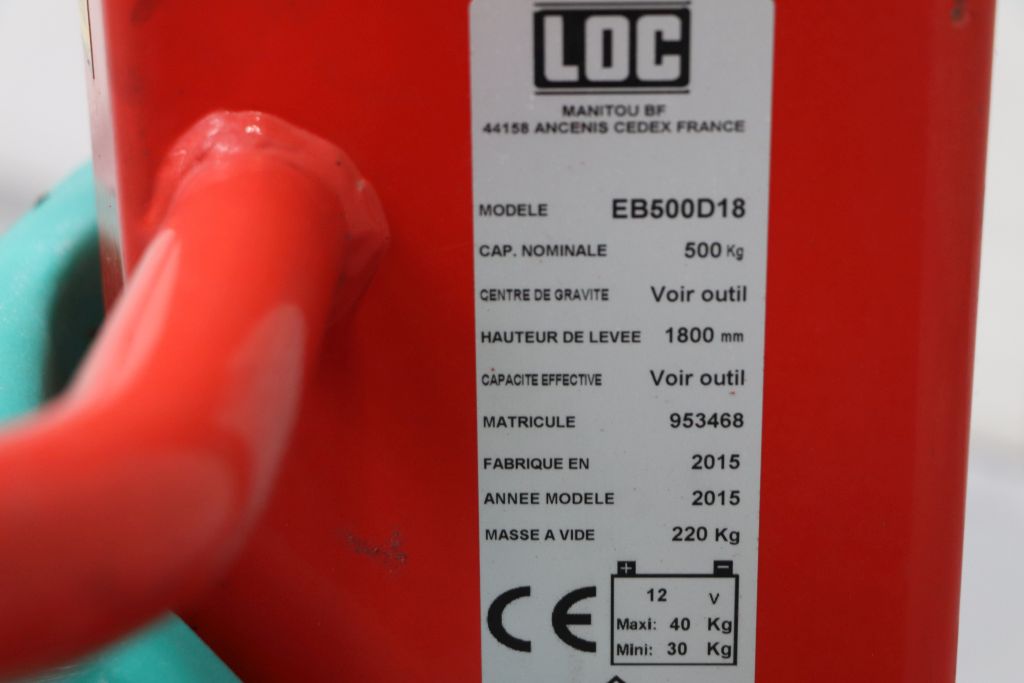 LOC
MANITOU BF
44158 ANCENIS CEDEX FRANCE
MODELE EB500D18
CAP. NOMINALE 500 Kg
CENTRE DE GRAVITE Voir outil
HAUTEUR DE LEVEE 1800 mm
CAPACITE EFFECTIVE Voir outil
MATRICULE 953468
FABRIQUE EN 2015
ANNEE MODELE 2015
MASSE A VIDE 220 Kg
CE
+ −
12 V
Maxi: 40 Kg
Mini: 30 Kg